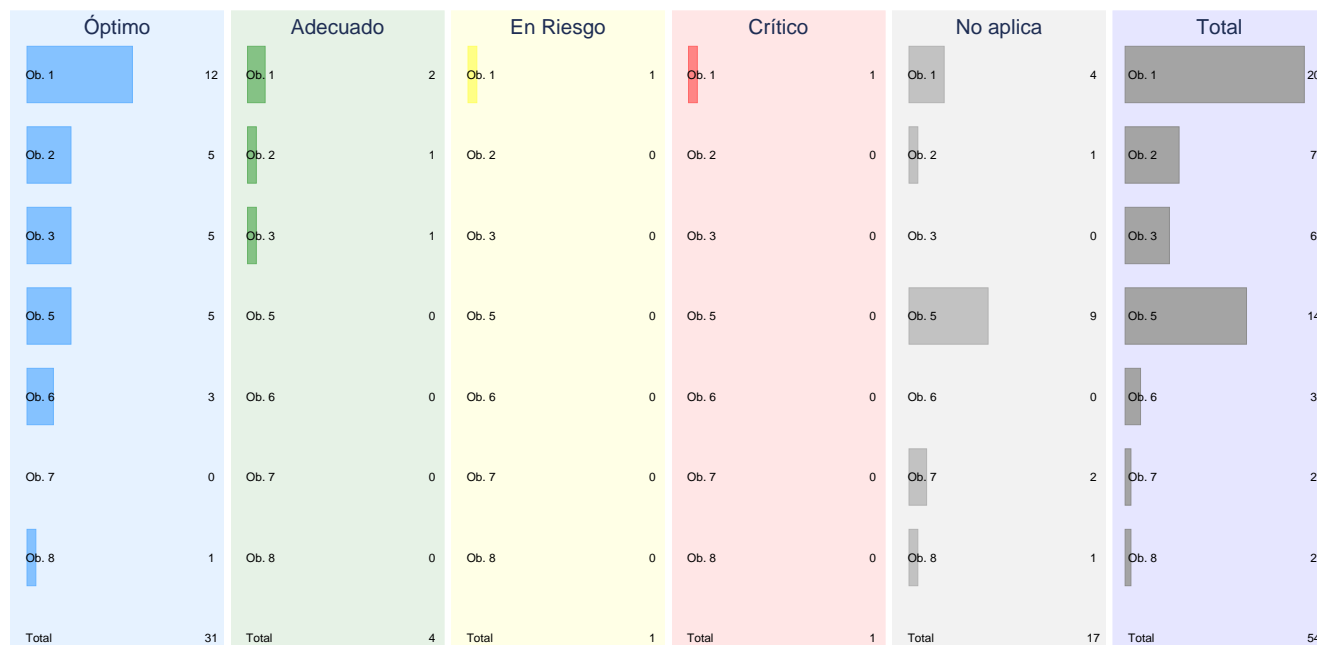 Óptimo Adecuado En Riesgo Crítico No aplica Total
Ob. 1 12 Ob. 1 2 Ob. 1 1 Ob. 1 1 Ob. 1 4 Ob. 1 20
Ob. 2 5 Ob. 2 1 Ob. 2 0 Ob. 2 0 Ob. 2 1 Ob. 2 7
Ob. 3 5 Ob. 3 1 Ob. 3 0 Ob. 3 0 Ob. 3 0 Ob. 3 6
Ob. 5 5 Ob. 5 0 Ob. 5 0 Ob. 5 0 Ob. 5 9 Ob. 5 14
Ob. 6 3 Ob. 6 0 Ob. 6 0 Ob. 6 0 Ob. 6 0 Ob. 6 3
Ob. 7 0 Ob. 7 0 Ob. 7 0 Ob. 7 0 Ob. 7 2 Ob. 7 2
Ob. 8 1 Ob. 8 0 Ob. 8 0 Ob. 8 0 Ob. 8 1 Ob. 8 2
Total 31 Total 4 Total 1 Total 1 Total 17 Total 54